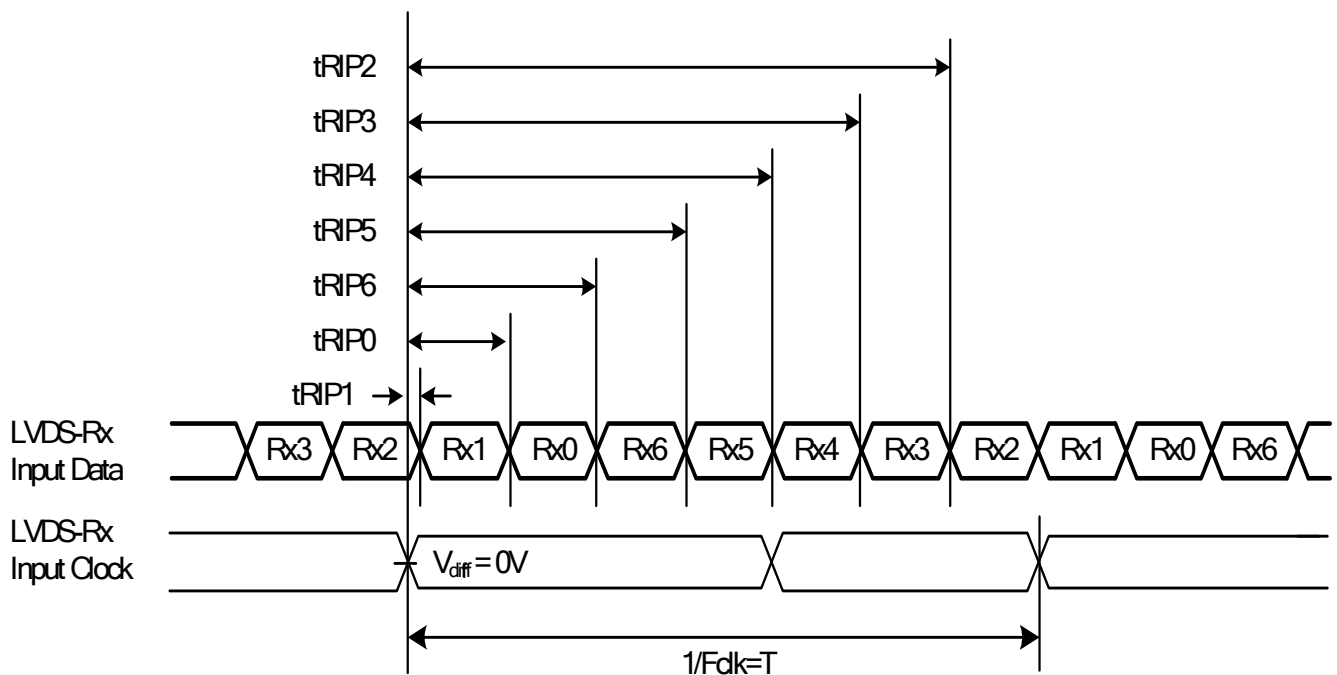 tRIP2
tRIP3
tRIP4
tRIP5
tRIP6
tRIP0
tRIP1
LVDS-Rx
Input Data
Rx3 Rx2 Rx1 Rx0 Rx6 Rx5 Rx4 Rx3 Rx2 Rx1 Rx0 Rx6
LVDS-Rx
Input Clock
Vdiff = 0V
1/Fclk=T